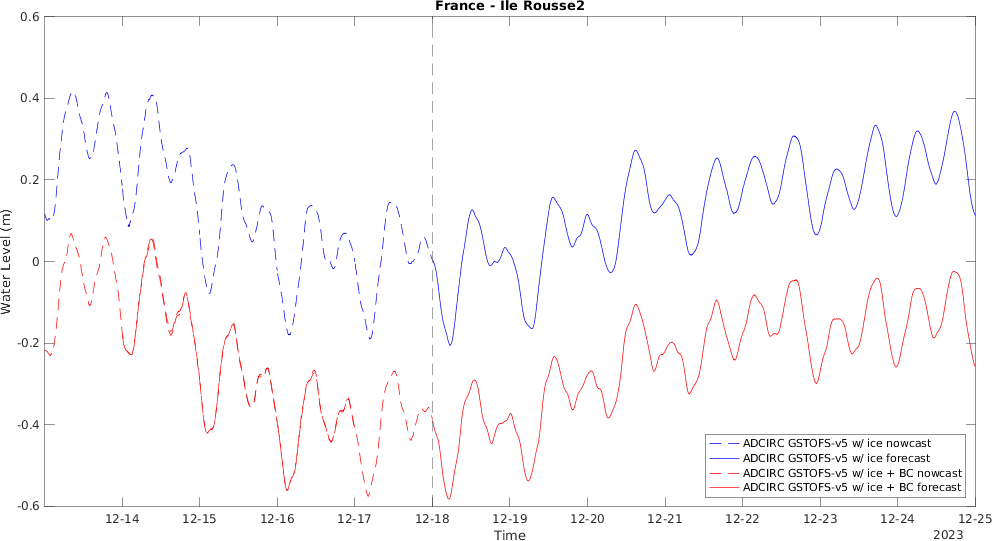 France - Ile Rousse2
Water Level (m)
0.6
0.4
0.2
0
-0.2
-0.4
-0.6
ADCIRC GSTOFS-v5 w/ ice nowcast
ADCIRC GSTOFS-v5 w/ ice forecast
ADCIRC GSTOFS-v5 w/ ice + BC nowcast
ADCIRC GSTOFS-v5 w/ ice + BC forecast
12-14 12-15 12-16 12-17 12-18 12-19 12-20 12-21 12-22 12-23 12-24 12-25
Time
2023